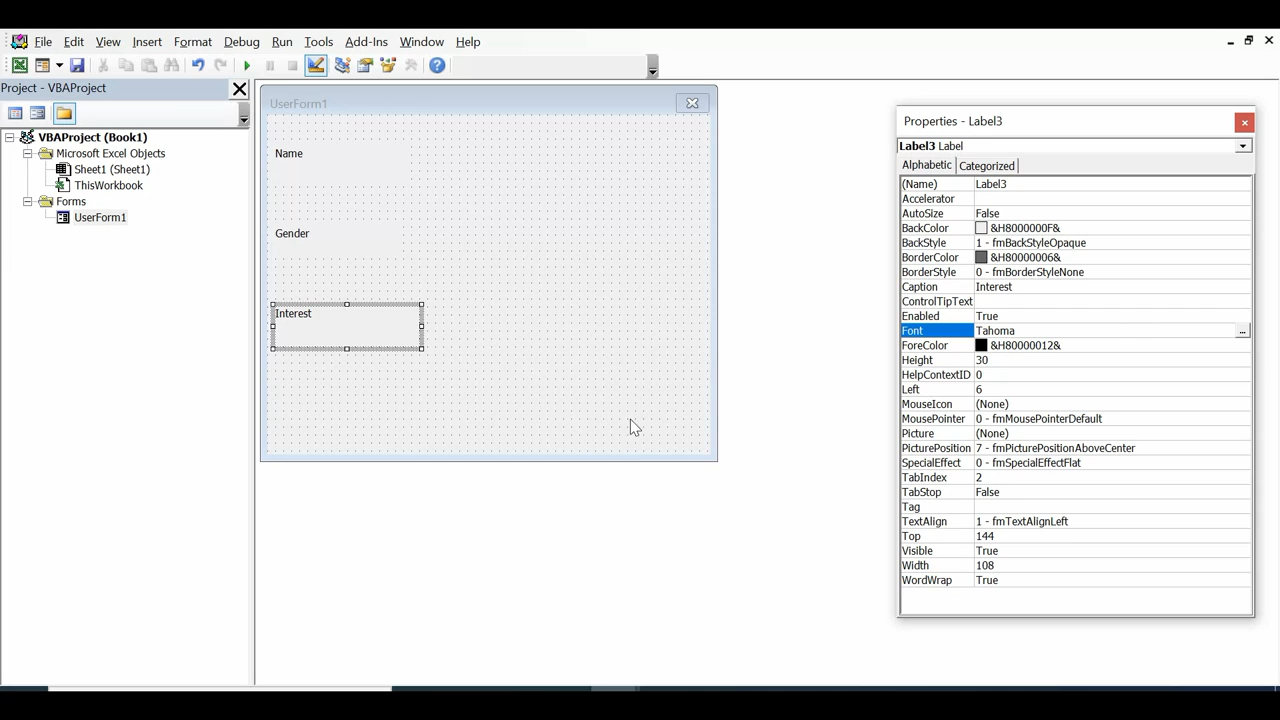 File Edit View Insert Format Debug Run Tools Add-Ins Window Help
Project - VBAProject
VBAProject (Book1)
Microsoft Excel Objects
Sheet1 (Sheet1)
ThisWorkbook
Forms
UserForm1
UserForm1
Name
Gender
Interest
Properties - Label3
Label3 Label
Alphabetic Categorized
(Name) Label3
Accelerator
AutoSize False
BackColor &H8000000F&
BackStyle 1 - fmBackStyleOpaque
BorderColor &H80000006&
BorderStyle 0 - fmBorderStyleNone
Caption Interest
ControlTipText
Enabled True
Font Tahoma ...
ForeColor &H80000012&
Height 30
HelpContextID 0
Left 6
MouseIcon (None)
MousePointer 0 - fmMousePointerDefault
Picture (None)
PicturePosition 7 - fmPicturePositionAboveCenter
SpecialEffect 0 - fmSpecialEffectFlat
TabIndex 2
TabStop False
Tag
TextAlign 1 - fmTextAlignLeft
Top 144
Visible True
Width 108
WordWrap True